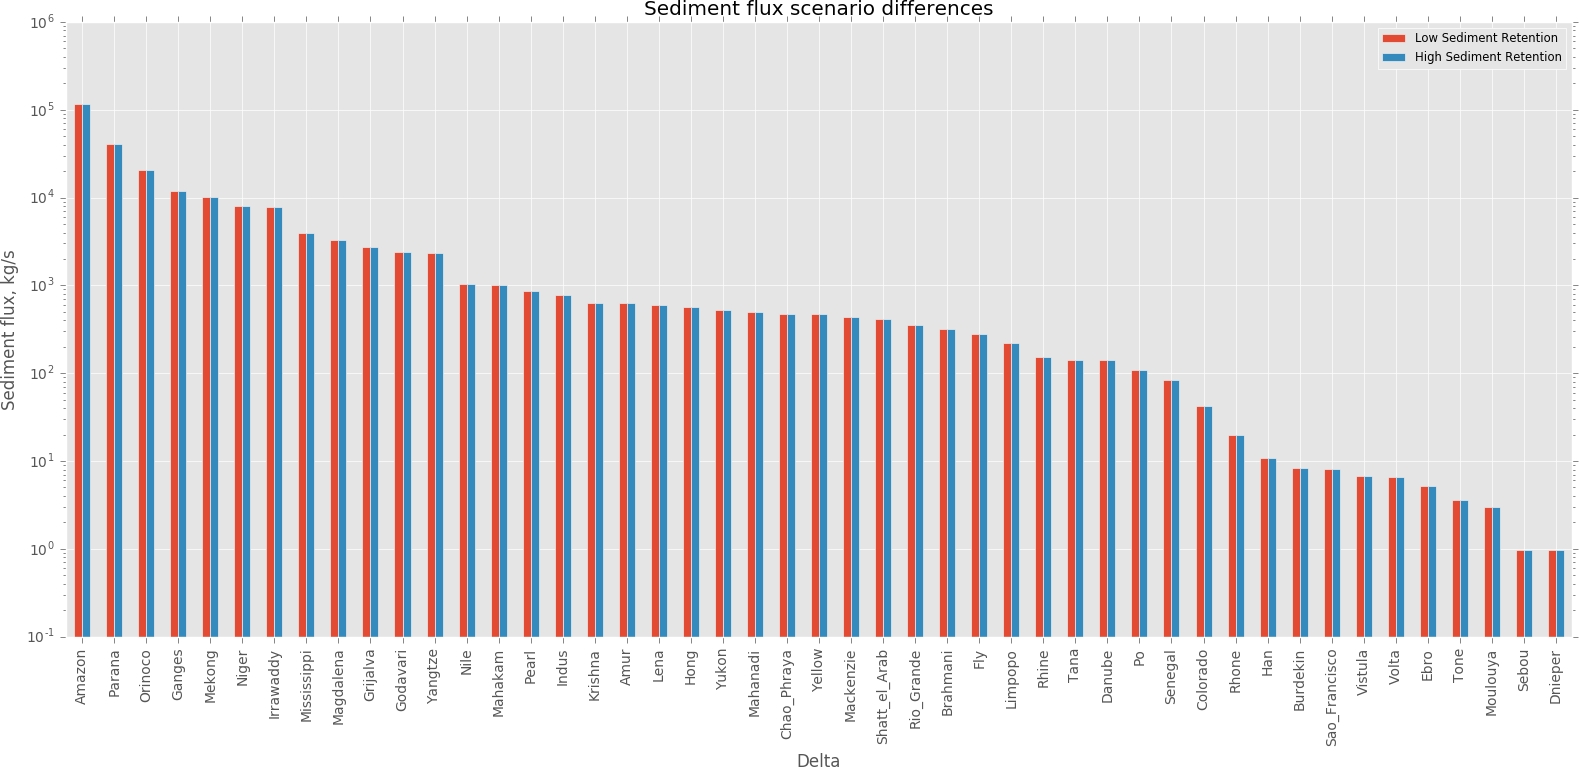 Sediment flux scenario differences
Low Sediment Retention
High Sediment Retention
Sediment flux, kg/s
10^6
10^5
10^4
10^3
10^2
10^1
10^0
10^-1
Amazon
Parana
Orinoco
Ganges
Mekong
Niger
Irrawaddy
Mississippi
Magdalena
Grijalva
Godavari
Yangtze
Nile
Mahakam
Pearl
Indus
Krishna
Amur
Lena
Hong
Yukon
Mahanadi
Chao_Phraya
Yellow
Mackenzie
Shatt_el_Arab
Rio_Grande
Brahmani
Fly
Limpopo
Rhine
Tana
Danube
Po
Senegal
Colorado
Rhone
Han
Burdekin
Sao_Francisco
Vistula
Volta
Ebro
Tone
Moulouya
Sebou
Dnieper
Delta